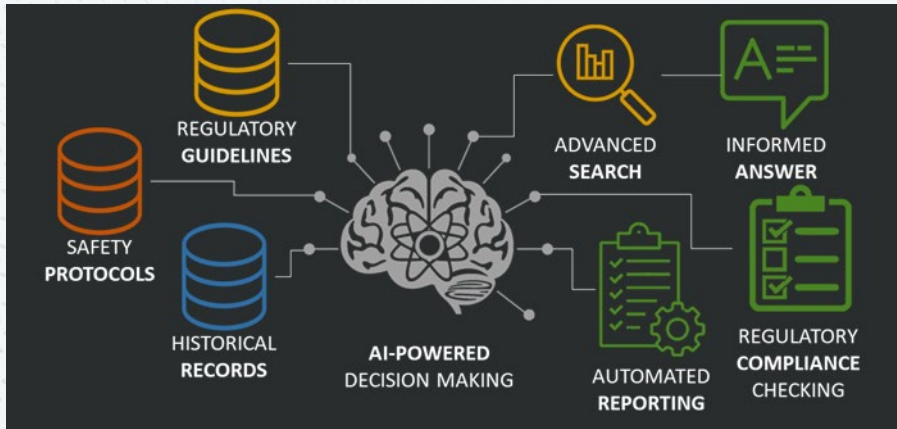 REGULATORY
GUIDELINES
SAFETY
PROTOCOLS
HISTORICAL
RECORDS
AI-POWERED
DECISION MAKING
ADVANCED
SEARCH
A
INFORMED
ANSWER
AUTOMATED
REPORTING
REGULATORY
COMPLIANCE
CHECKING